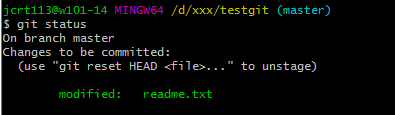 jcrt113@w101-14 MINGW64 /d/xxx/testgit (master)
$ git status
On branch master
Changes to be committed:
  (use "git reset HEAD <file>..." to unstage)
        modified:   readme.txt